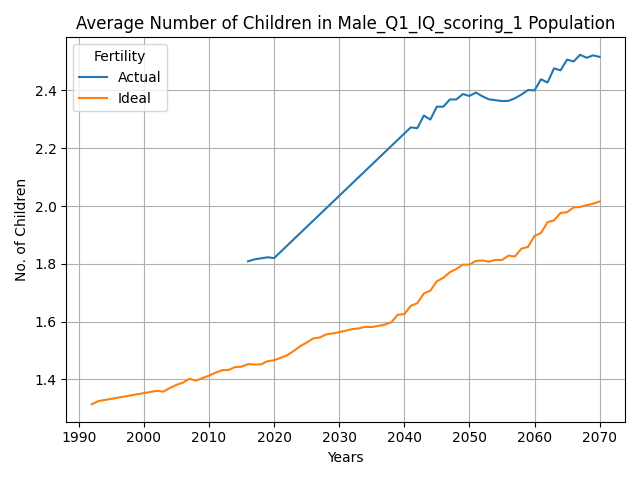 Average Number of Children in Male_Q1_IQ_scoring_1 Population
Fertility
Actual
Ideal
No. of Children
2.4
2.2
2.0
1.8
1.6
1.4
1990 2000 2010 2020 2030 2040 2050 2060 2070
Years